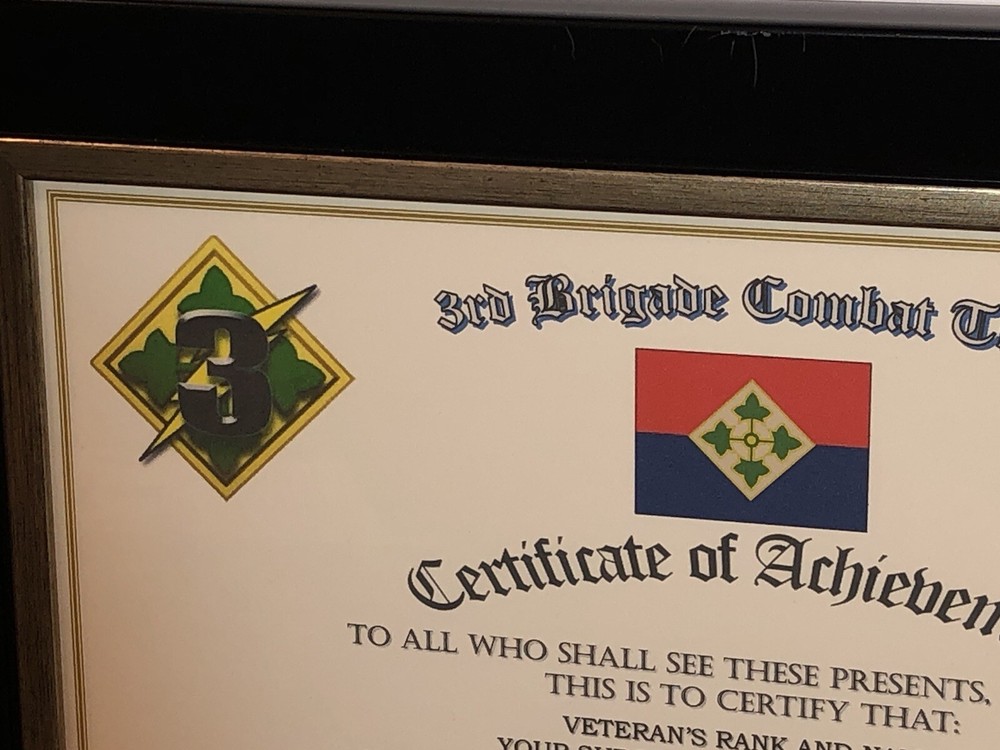 3
3rd Brigade Combat T
Certificate of Achievem
TO ALL WHO SHALL SEE THESE PRESENTS,
THIS IS TO CERTIFY THAT:
VETERAN'S RANK AND